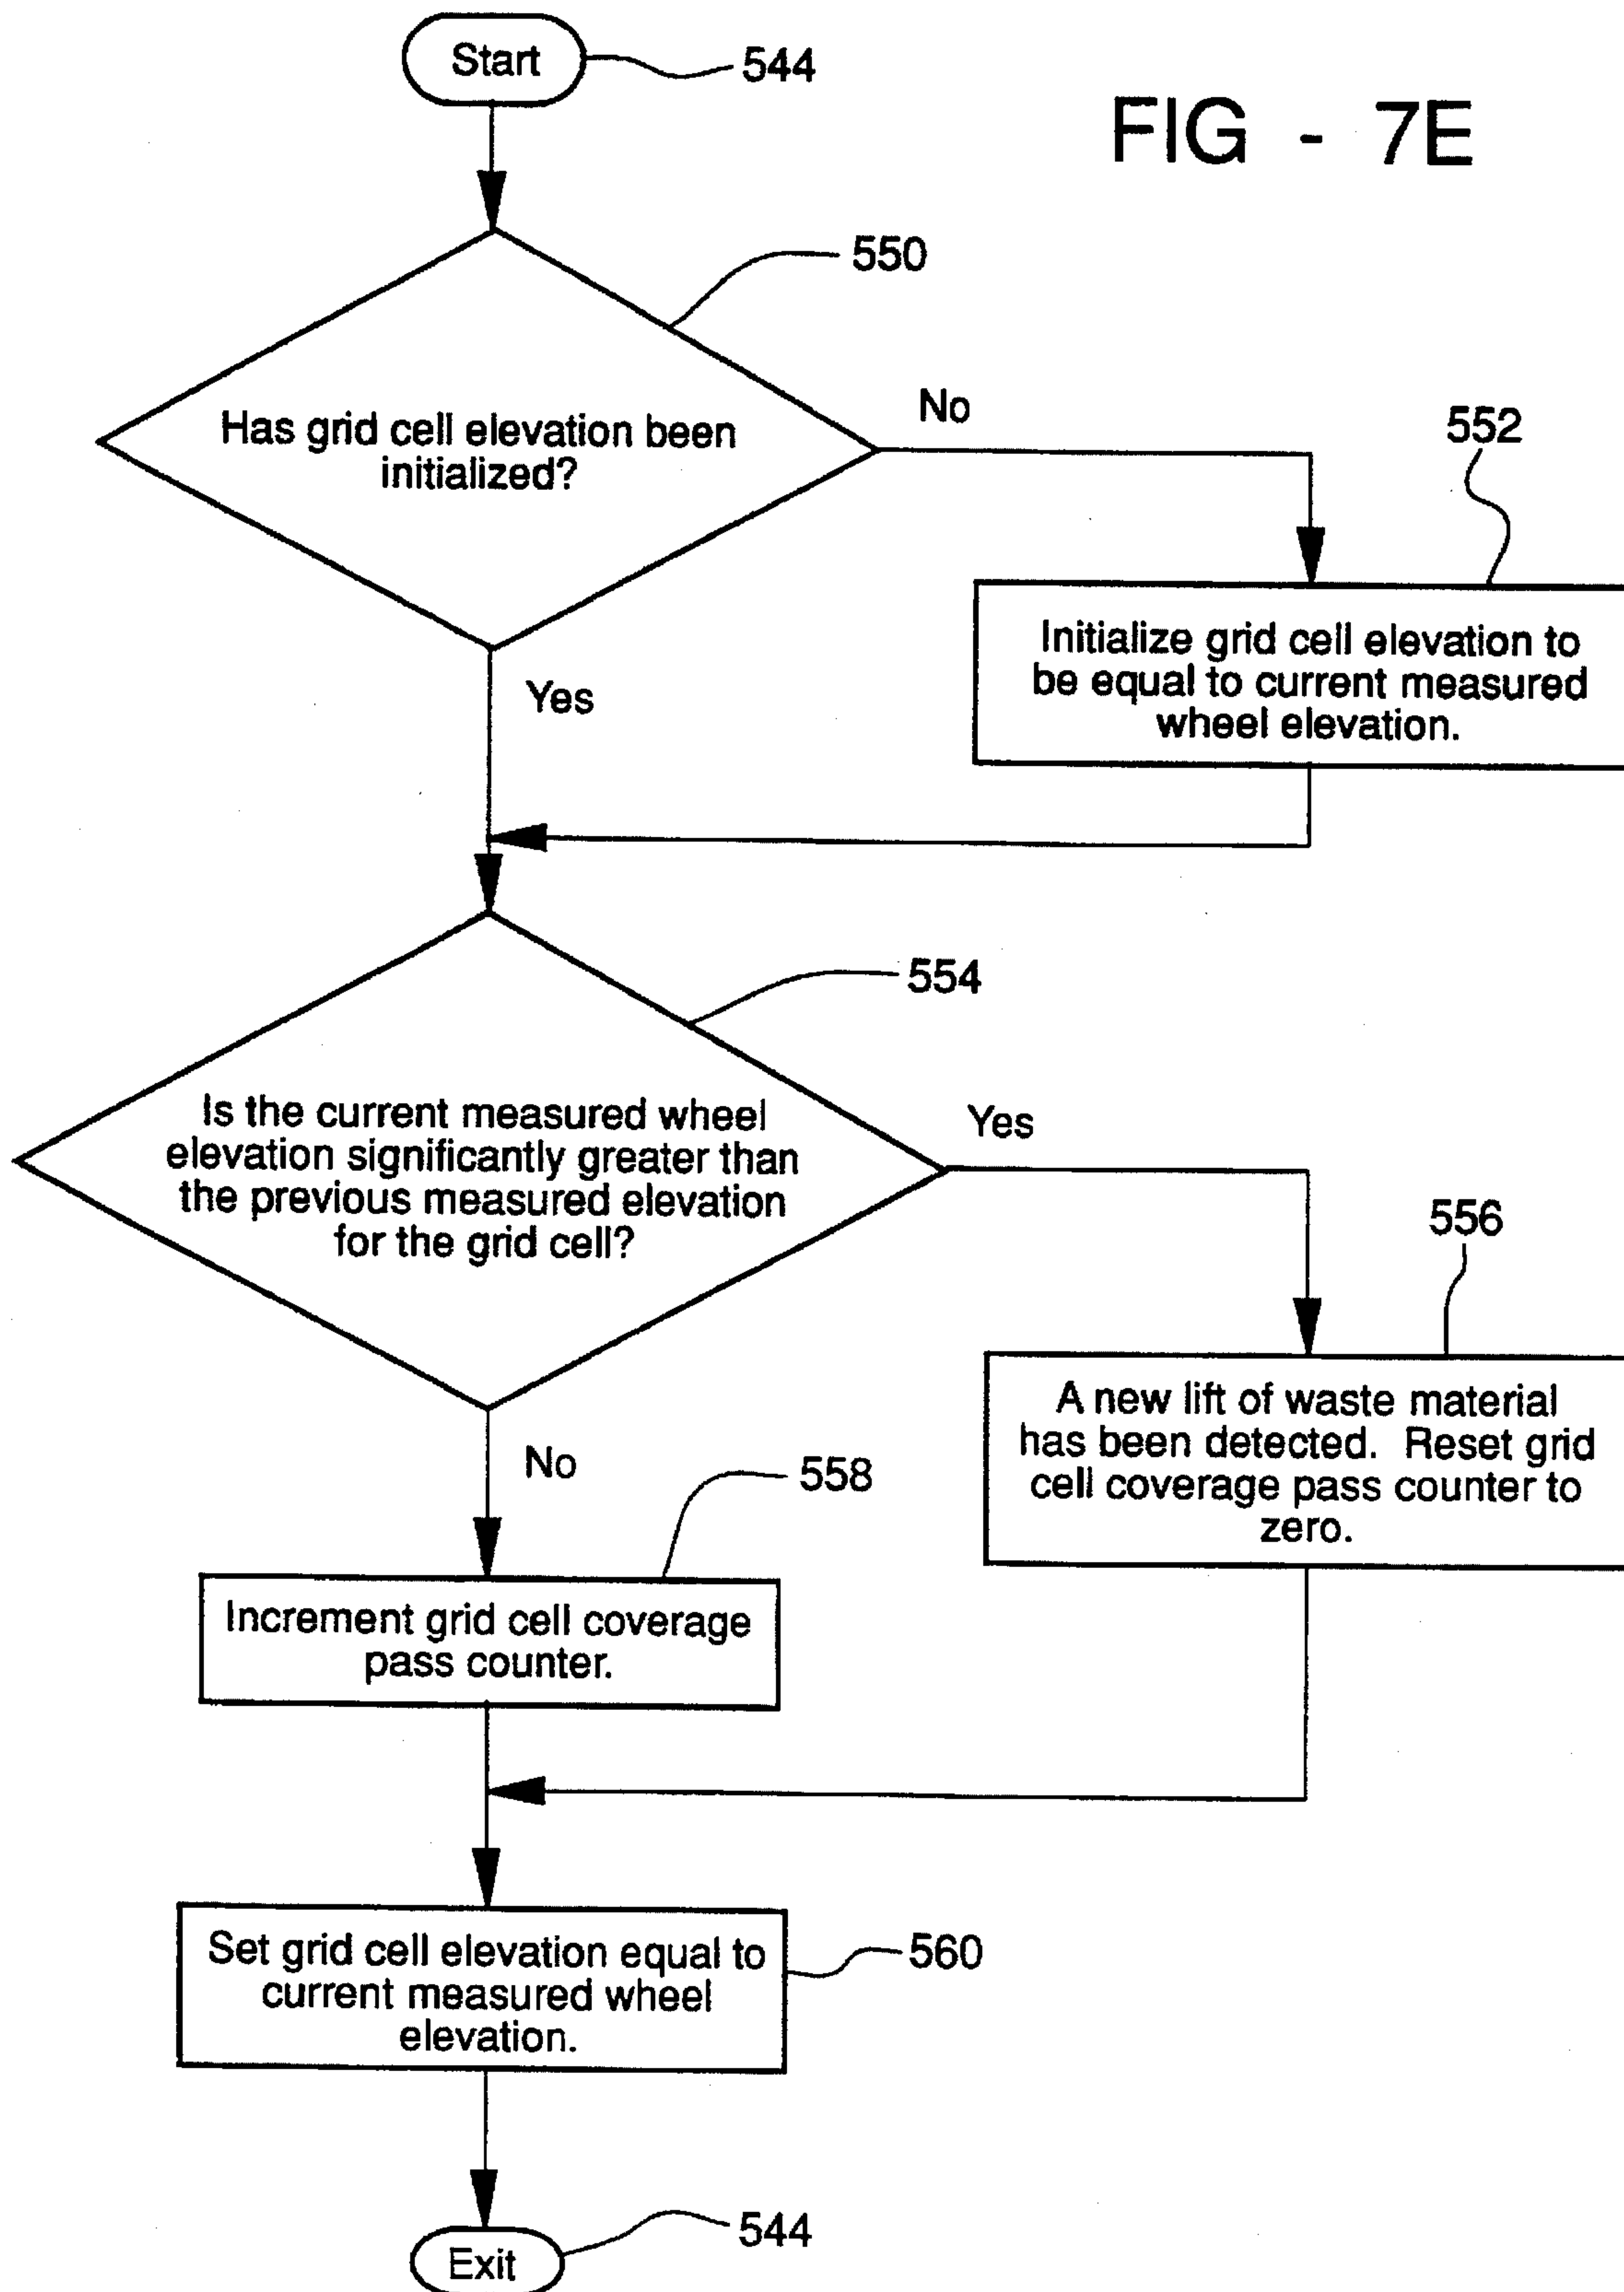 Start
544
FIG - 7E
550
Has grid cell elevation been
initialized?
No
552
Initialize grid cell elevation to
be equal to current measured
wheel elevation.
Yes
554
Is the current measured wheel
elevation significantly greater than
the previous measured elevation
for the grid cell?
Yes
556
A new lift of waste material
has been detected. Reset grid
cell coverage pass counter to
zero.
No
558
Increment grid cell coverage
pass counter.
Set grid cell elevation equal to
current measured wheel
elevation.
560
544
Exit